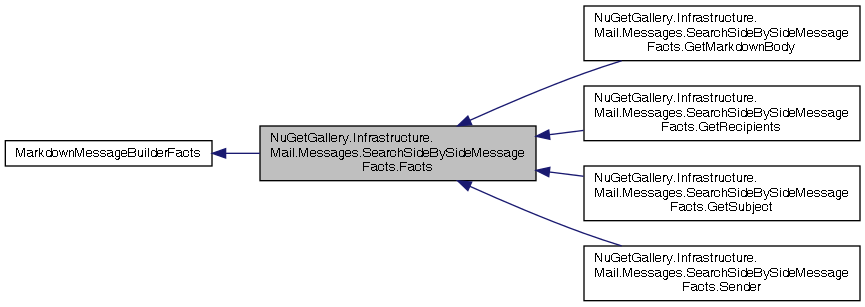 MarkdownMessageBuilderFacts
NuGetGallery.Infrastructure.
Mail.Messages.SearchSideBySideMessage
Facts.Facts
NuGetGallery.Infrastructure.
Mail.Messages.SearchSideBySideMessage
Facts.GetMarkdownBody
NuGetGallery.Infrastructure.
Mail.Messages.SearchSideBySideMessage
Facts.GetRecipients
NuGetGallery.Infrastructure.
Mail.Messages.SearchSideBySideMessage
Facts.GetSubject
NuGetGallery.Infrastructure.
Mail.Messages.SearchSideBySideMessage
Facts.Sender